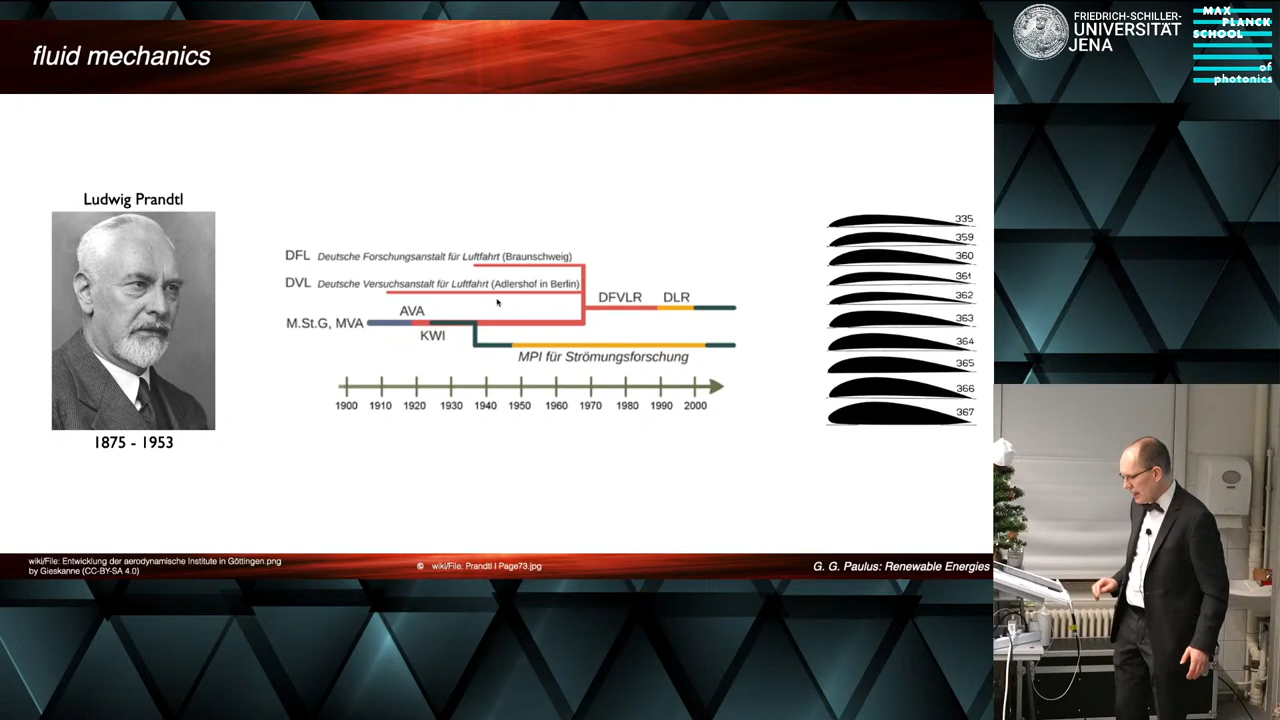 fluid mechanics
FRIEDRICH-SCHILLER-
UNIVERSITÄT
JENA
MAX
PLANCK
SCHOOL
of
photonics
Ludwig Prandtl
1875 - 1953
DFL Deutsche Forschungsanstalt für Luftfahrt (Braunschweig)
DVL Deutsche Versuchsanstalt für Luftfahrt (Adlershof in Berlin)
DFVLR DLR
AVA
M.St.G, MVA
KWI
MPI für Strömungsforschung
1900 1910 1920 1930 1940 1950 1960 1970 1980 1990 2000
335
359
360
361
362
363
364
365
366
367
wiki/File: Entwicklung der aerodynamische Institute in Göttingen.png
by Gieskanne (CC-BY-SA 4.0)
© wiki/File: Prandtl I Page73.jpg
G. G. Paulus: Renewable Energies